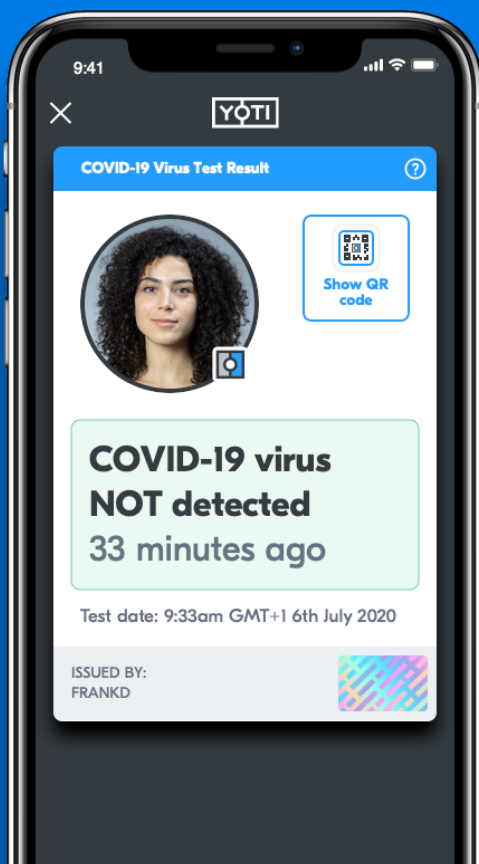 9:41
YOTI
COVID-19 Virus Test Result
?
Show QR
code
COVID-19 virus
NOT detected
33 minutes ago
Test date: 9:33am GMT+1 6th July 2020
ISSUED BY:
FRANKD